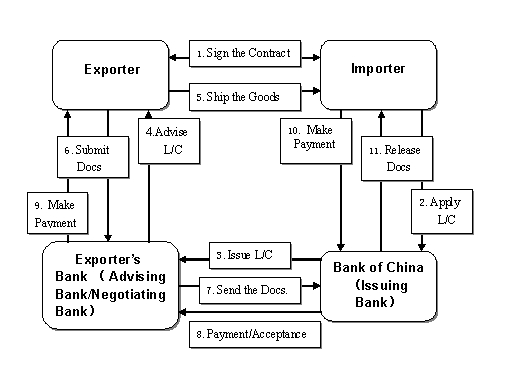 1. Sign the Contract
Exporter
Importer
5. Ship the Goods
4. Advise
L/C
10. Make
Payment
6. Submit
Docs
11. Release
Docs
9. Make
Payment
2. Apply
L/C
3. Issue L/C
Exporter's
Bank ( Advising
Bank/Negotiating
Bank)
Bank of China
(Issuing
Bank)
7. Send the Docs.
8. Payment/Acceptance